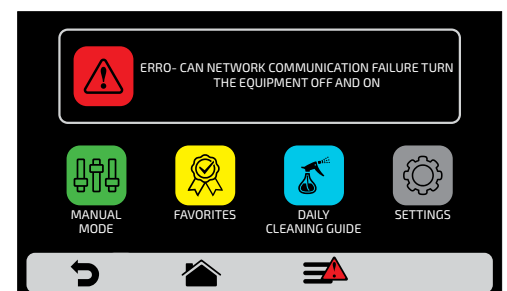 ERRO- CAN NETWORK COMMUNICATION FAILURE TURN
THE EQUIPMENT OFF AND ON
MANUAL
MODE
FAVORITES
DAILY
CLEANING GUIDE
SETTINGS